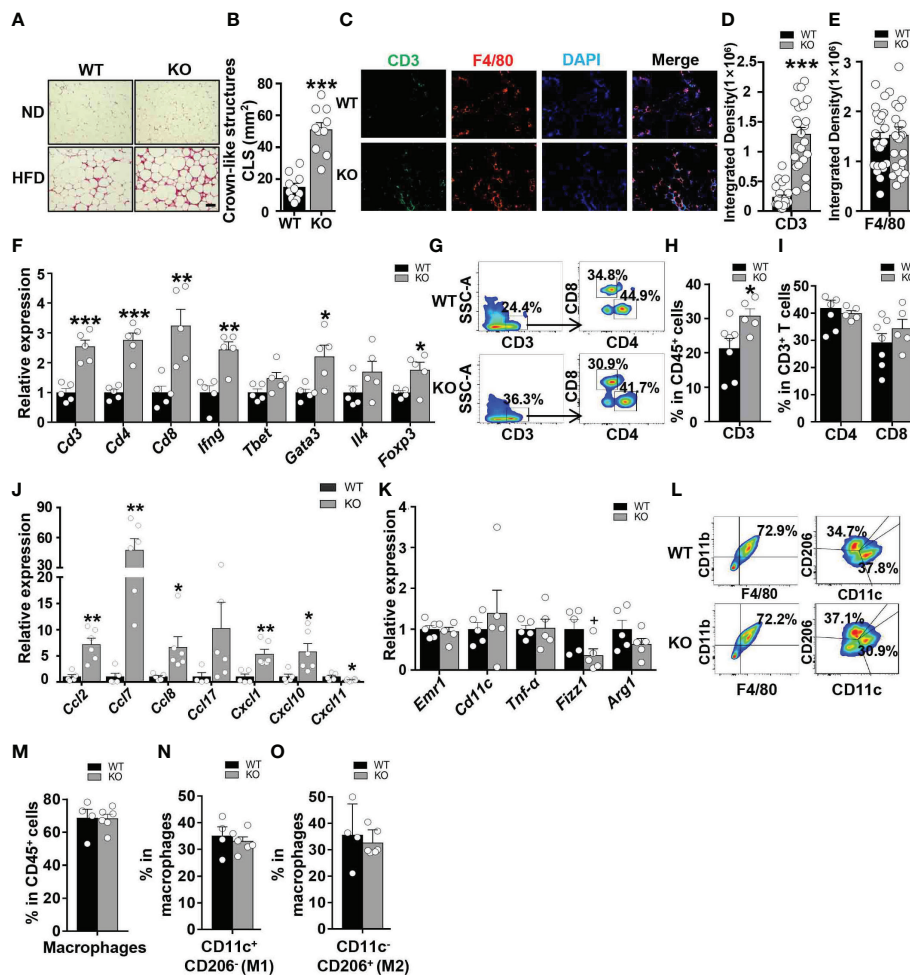 A
WT
KO
ND
HFD
B
Crown-like structures
CLS (mm²)
80
60
40
20
0
***
WT KO
C
CD3
F4/80
DAPI
Merge
WT
KO
D
WT
KO
Intergrated Density(1×10⁶)
2.5
2.0
1.5
1.0
0.5
0
***
CD3
E
WT
KO
Intergrated Density(1×10⁶)
4
3
2
1
0
F4/80
F
WT
KO
Relative expression
6
4
2
0
***
***
**
**
*
*
Cd3
Cd4
Cd8
Ifng
Tbet
Gata3
Il4
Foxp3
G
WT
KO
SSC-A
24.4%
CD8
34.8%
44.9%
CD3
CD4
SSC-A
36.3%
CD8
30.9%
41.7%
CD3
CD4
H
WT
KO
% in CD45⁺ cells
40
30
20
10
0
*
CD3
I
WT
KO
% in CD3⁺ T cells
50
40
30
20
10
0
CD4
CD8
J
WT
KO
Relative expression
90
60
30
20
15
10
5
0
**
**
*
**
*
*
Ccl2
Ccl7
Ccl8
Ccl17
Cxcl1
Cxcl10
Cxcl11
K
WT
KO
Relative expression
4
3
2
1
0
+
Emr1
Cd11c
Tnf-α
Fizz1
Arg1
L
WT
KO
CD11b
72.9%
F4/80
CD206
34.7%
37.8%
CD11c
CD11b
72.2%
F4/80
CD206
37.1%
30.9%
CD11c
M
WT
KO
% in CD45⁺ cells
80
60
40
20
0
Macrophages
N
WT
KO
% in
macrophages
50
40
30
20
10
0
CD11c⁺
CD206⁻ (M1)
O
WT
KO
% in
macrophages
50
40
30
20
10
0
CD11c⁻
CD206⁺ (M2)